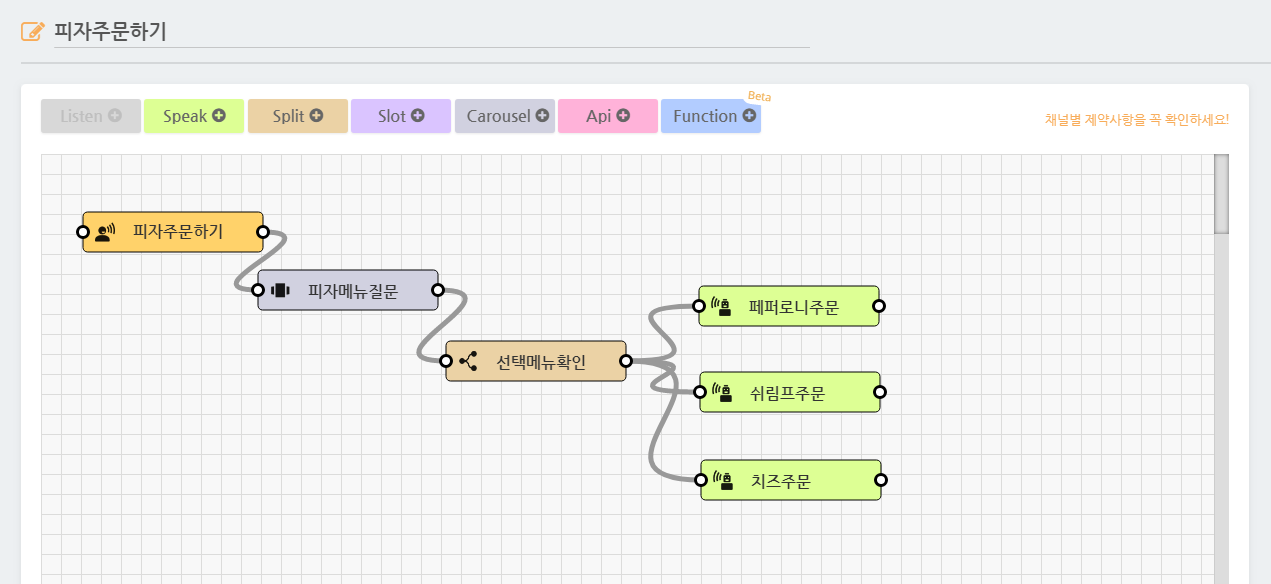 피자주문하기
Beta
Listen Speak Split Slot Carousel Api Function
채널별 제약사항을 꼭 확인하세요!
피자주문하기
피자메뉴질문
페퍼로니주문
선택메뉴확인
쉬림프주문
치즈주문